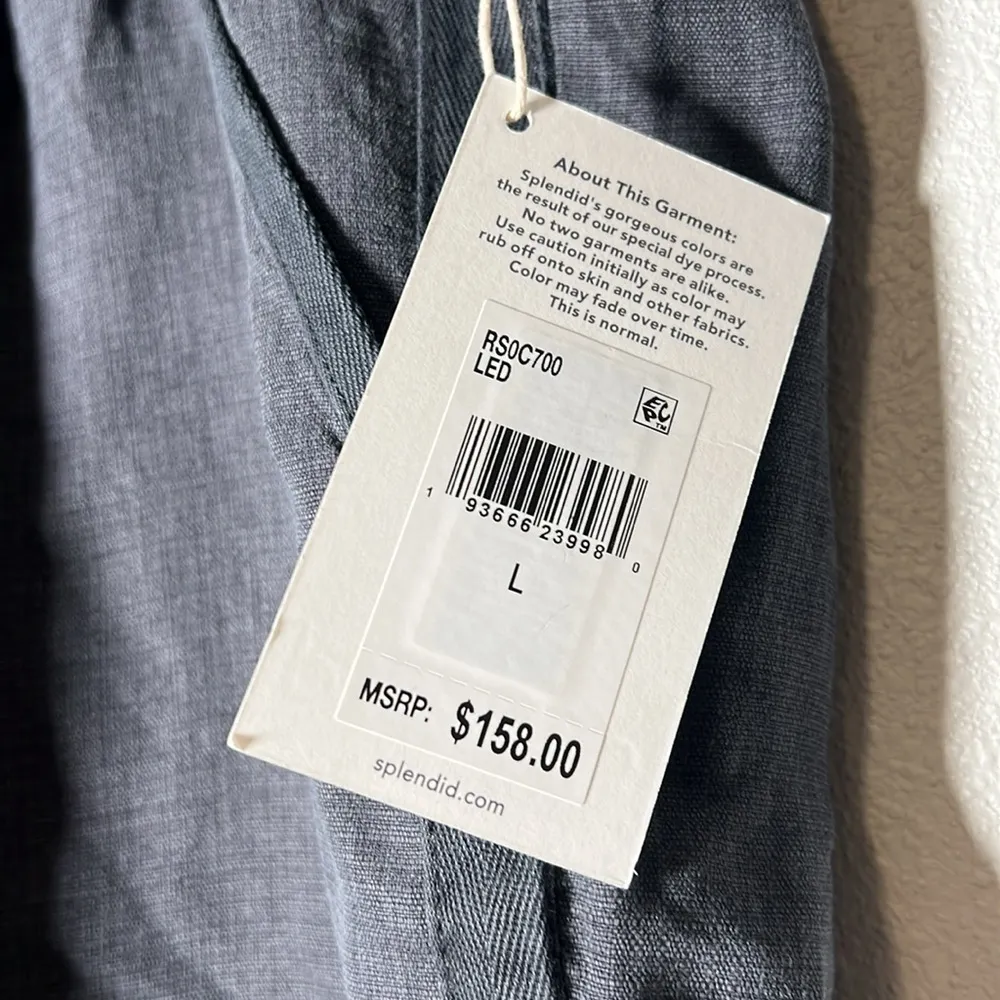 About This Garment:
Splendid's gorgeous colors are
the result of our special dye process.
No two garments are alike.
Use caution initially as color may
rub off onto skin and other fabrics.
Color may fade over time.
This is normal.
RS0C700
LED
EC
P™
1 93666 23998 0
L
MSRP: $158.00
splendid.com